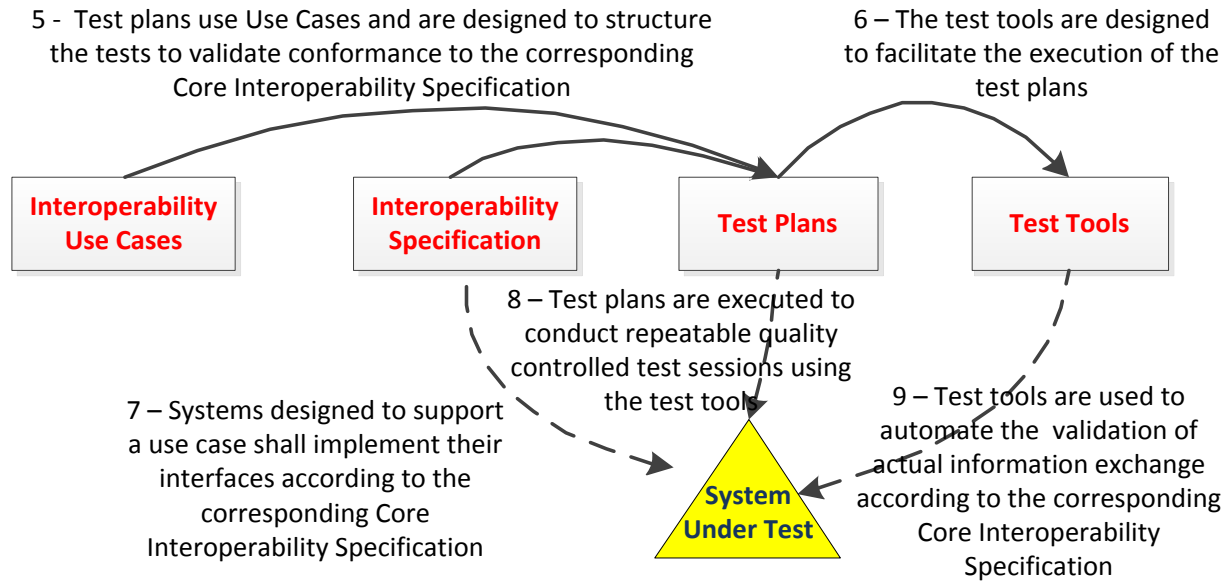 5 - Test plans use Use Cases and are designed to structure
the tests to validate conformance to the corresponding
Core Interoperability Specification
6 – The test tools are designed
to facilitate the execution of the
test plans
Interoperability
Use Cases
Interoperability
Specification
Test Plans
Test Tools
8 – Test plans are executed to
conduct repeatable quality
controlled test sessions using
the test tools
7 – Systems designed to support
a use case shall implement their
interfaces according to the
corresponding Core
Interoperability Specification
9 – Test tools are used to
automate the validation of
actual information exchange
according to the corresponding
Core Interoperability
Specification
System
Under Test